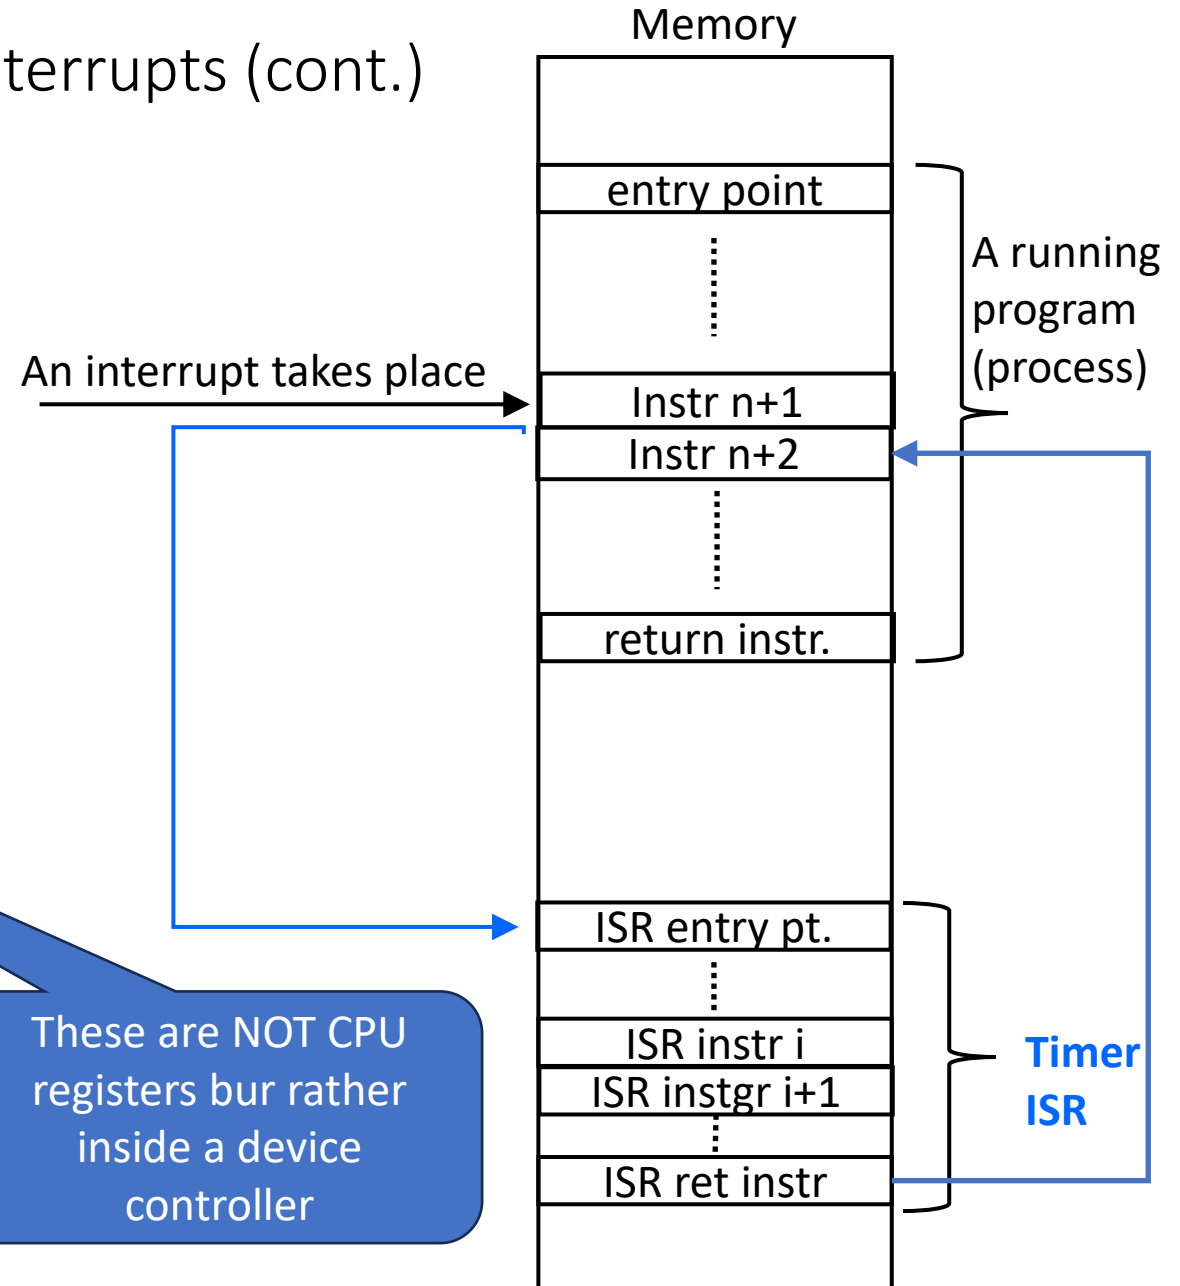 Memory
terrupts (cont.)
entry point
A running
program
(process)
An interrupt takes place
Instr n+1
Instr n+2
return instr.
ISR entry pt.
These are NOT CPU
registers bur rather
inside a device
controller
ISR instr i
ISR instgr i+1
ISR ret instr
Timer
ISR